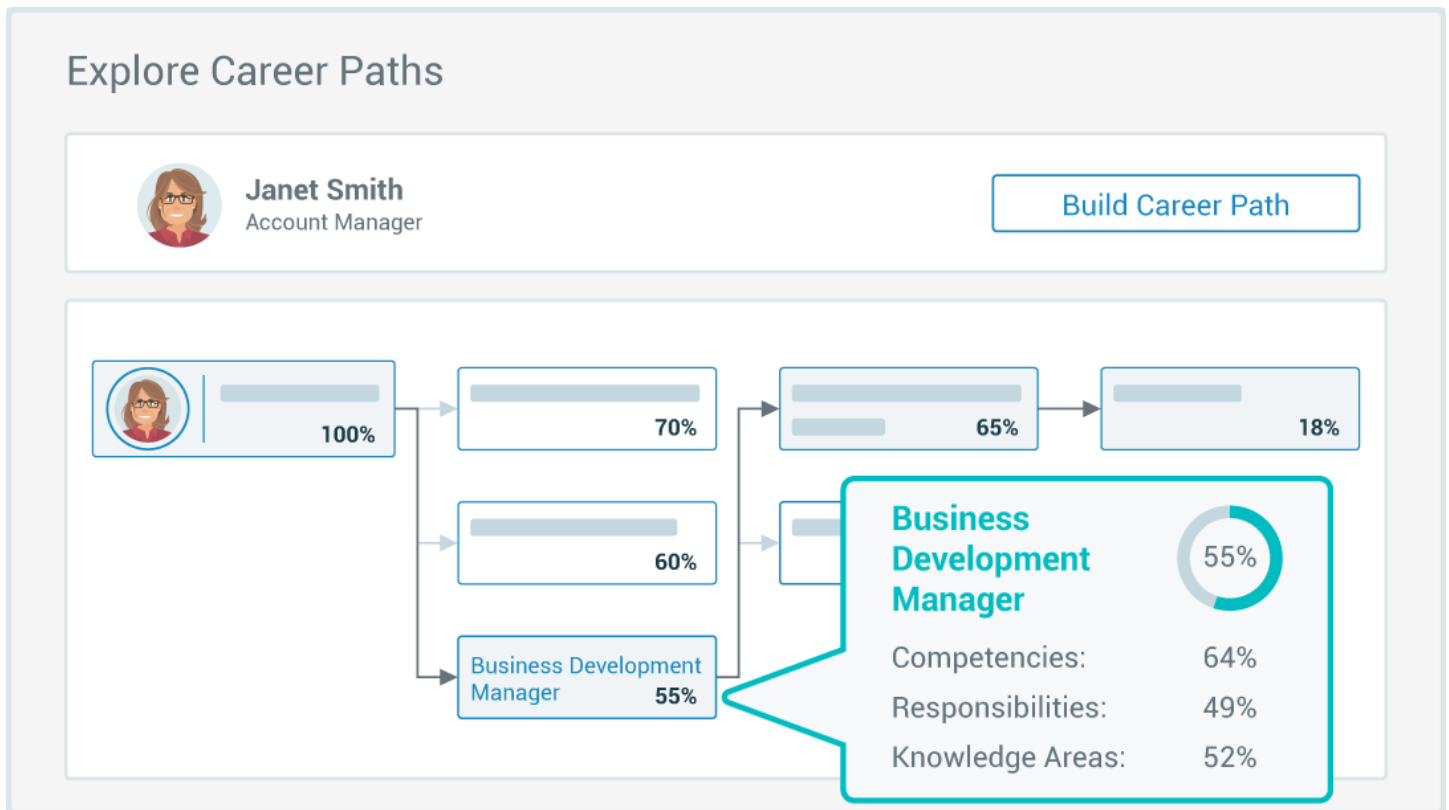 Explore Career Paths
Janet Smith
Account Manager
Build Career Path
100%
70%
65%
18%
60%
Business Development
Manager 55%
Business
Development
Manager
55%
Competencies: 64%
Responsibilities: 49%
Knowledge Areas: 52%